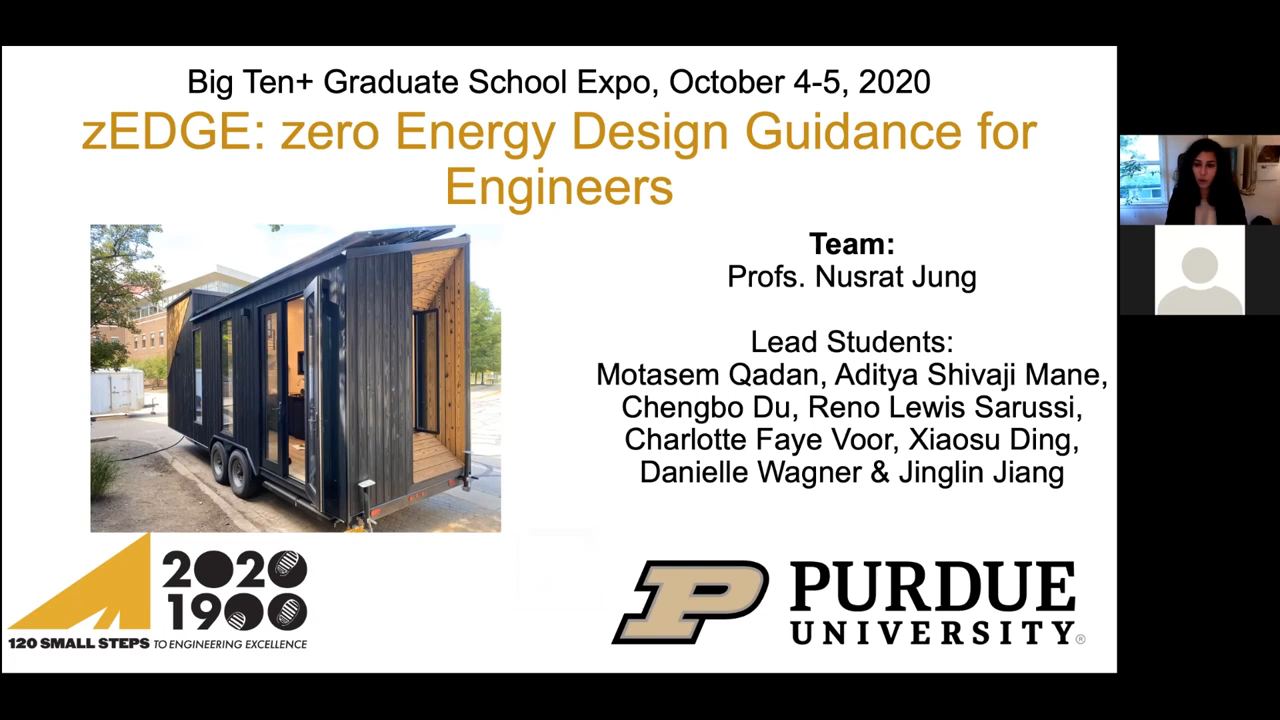 Big Ten+ Graduate School Expo, October 4-5, 2020
zEDGE: zero Energy Design Guidance for
Engineers
Team:
Profs. Nusrat Jung
Lead Students:
Motasem Qadan, Aditya Shivaji Mane,
Chengbo Du, Reno Lewis Sarussi,
Charlotte Faye Voor, Xiaosu Ding,
Danielle Wagner & Jinglin Jiang
2020
1900
120 SMALL STEPS TO ENGINEERING EXCELLENCE
P PURDUE
UNIVERSITY®